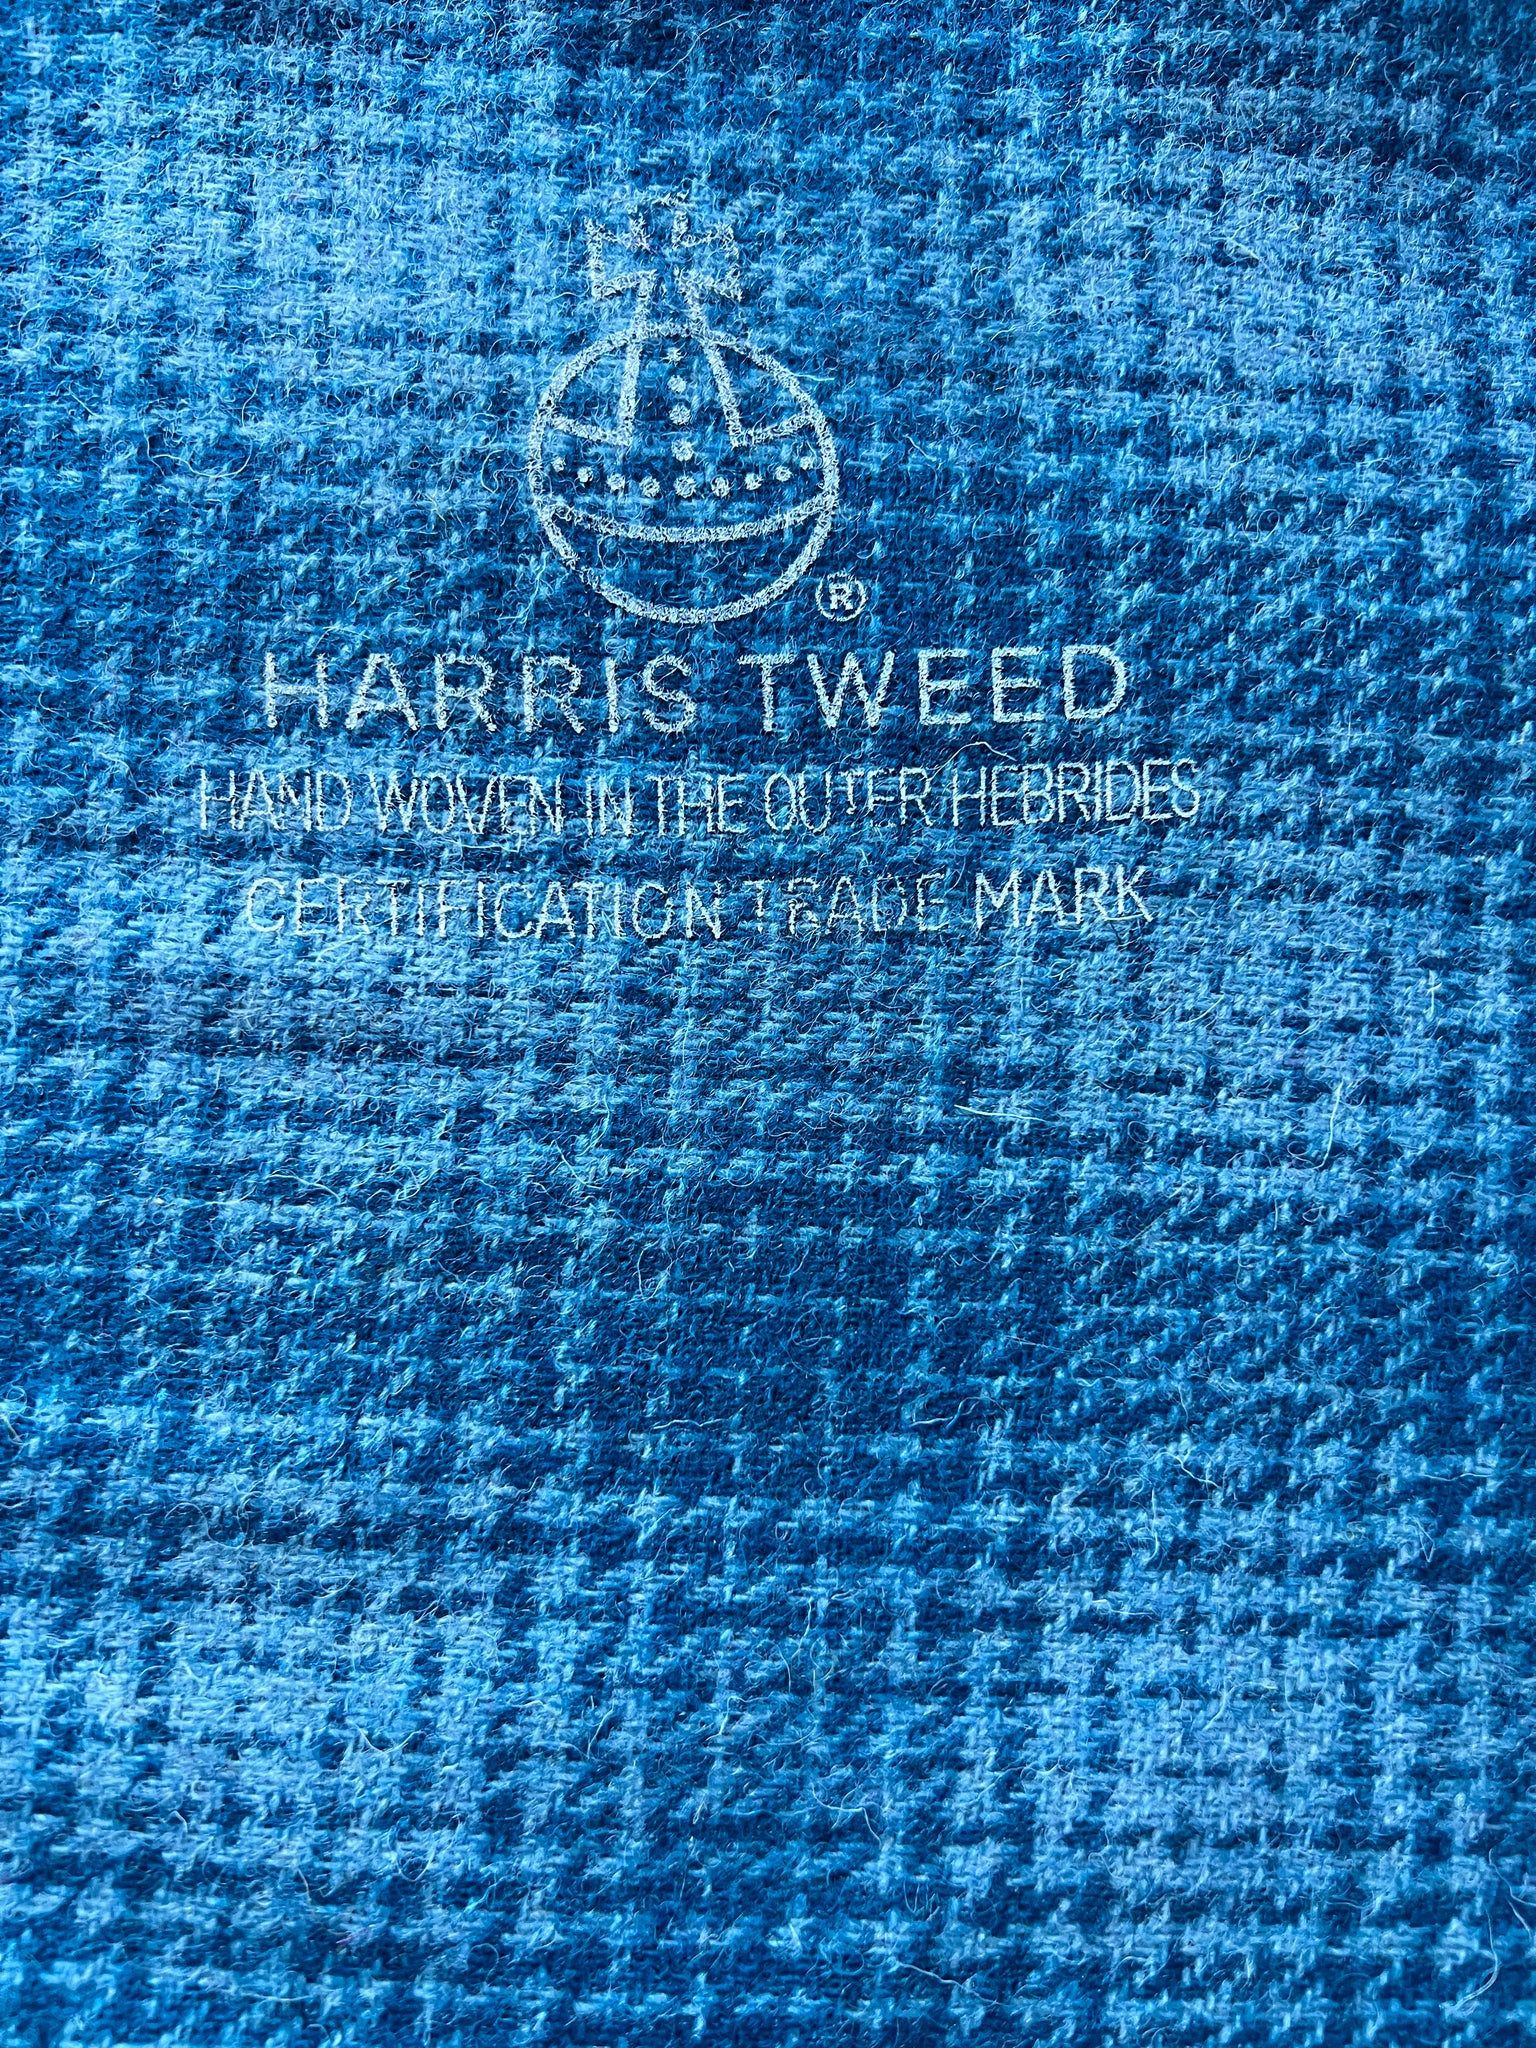 ®
HARRIS TWEED
HAND WOVEN IN THE OUTER HEBRIDES
CERTIFICATION TRADE MARK